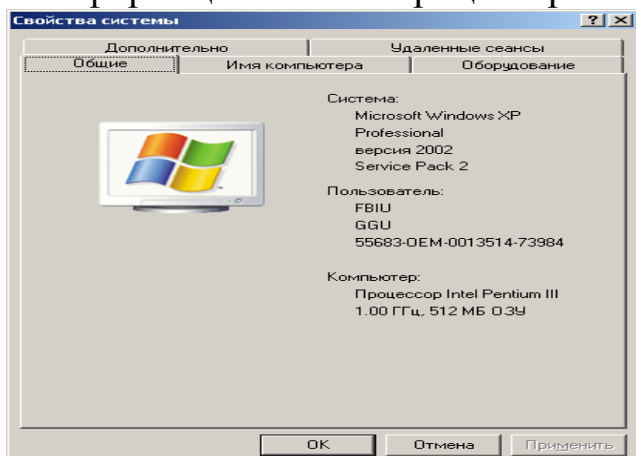 Свойства системы
Дополнительно Удаленные сеансы
Общие Имя компьютера Оборудование
Система:
Microsoft Windows XP
Professional
версия 2002
Service Pack 2
Пользователь:
FBIU
GGU
55683-OEM-0013514-73984
Компьютер:
Процессор Intel Pentium III
1.00 ГГц, 512 МБ ОЗУ
OK Отмена Применить